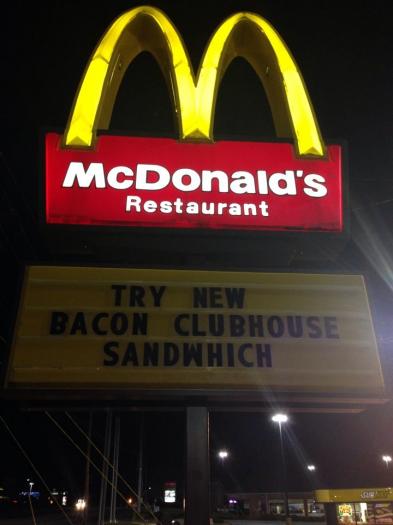 McDonald's
Restaurant
TRY NEW
BACON CLUBHOUSE
SANDWHICH